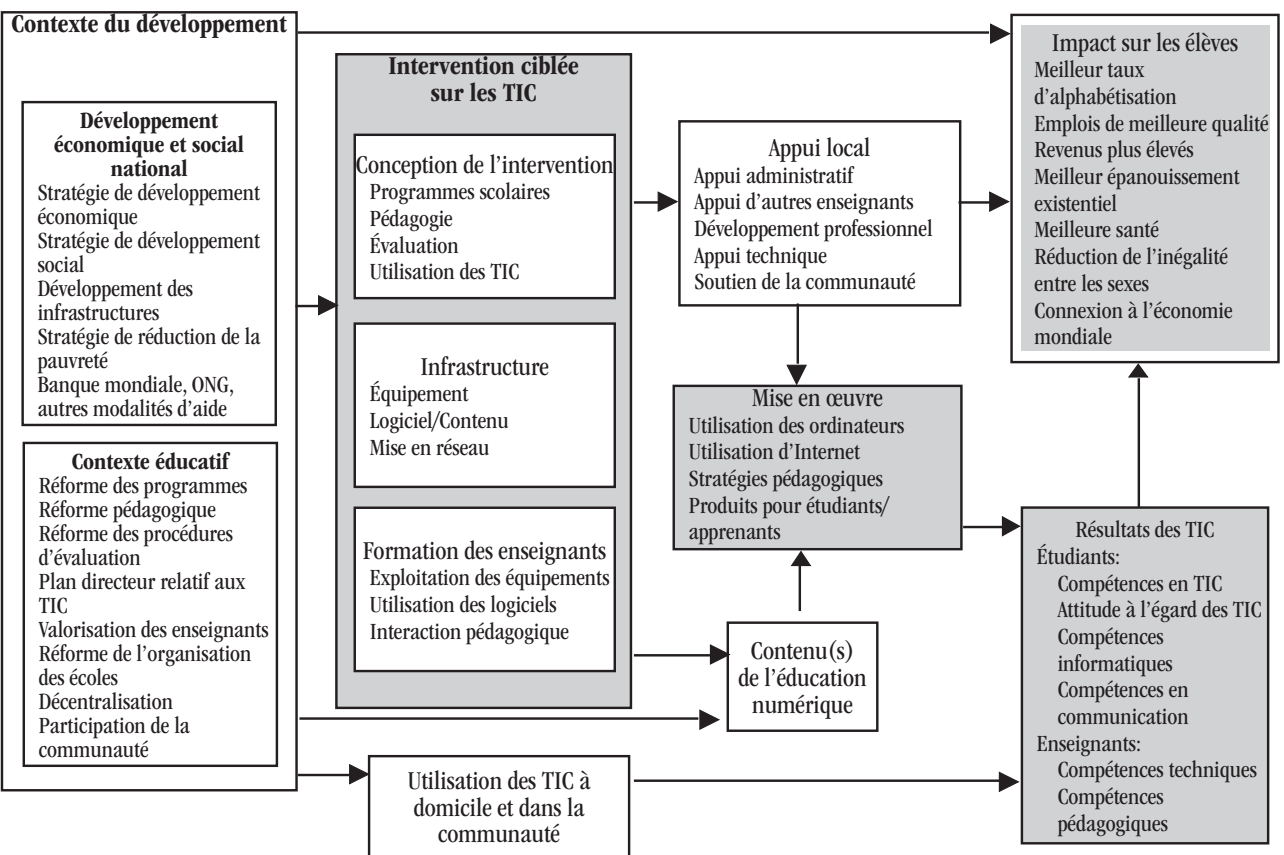 Contexte du développement
Développement
économique et social
national
Stratégie de développement
économique
Stratégie de développement
social
Développement des
infrastructures
Stratégie de réduction de la
pauvreté
Banque mondiale, ONG,
autres modalités d'aide
Contexte éducatif
Réforme des programmes
Réforme pédagogique
Réforme des procédures
d'évaluation
Plan directeur relatif aux
TIC
Valorisation des enseignants
Réforme de l'organisation
des écoles
Décentralisation
Participation de la
communauté
Intervention ciblée
sur les TIC
Conception de l'intervention
Programmes scolaires
Pédagogie
Évaluation
Utilisation des TIC
Infrastructure
Équipement
Logiciel/Contenu
Mise en réseau
Formation des enseignants
Exploitation des équipements
Utilisation des logiciels
Interaction pédagogique
Utilisation des TIC à
domicile et dans la
communauté
Appui local
Appui administratif
Appui d'autres enseignants
Développement professionnel
Appui technique
Soutien de la communauté
Mise en œuvre
Utilisation des ordinateurs
Utilisation d'Internet
Stratégies pédagogiques
Produits pour étudiants/
apprenants
Contenu(s)
de l'éducation
numérique
Impact sur les élèves
Meilleur taux
d'alphabétisation
Emplois de meilleure qualité
Revenus plus élevés
Meilleur épanouissement
existentiel
Meilleure santé
Réduction de l'inégalité
entre les sexes
Connexion à l'économie
mondiale
Résultats des TIC
Étudiants:
Compétences en TIC
Attitude à l'égard des TIC
Compétences
informatiques
Compétences en
communication
Enseignants:
Compétences techniques
Compétences
pédagogiques